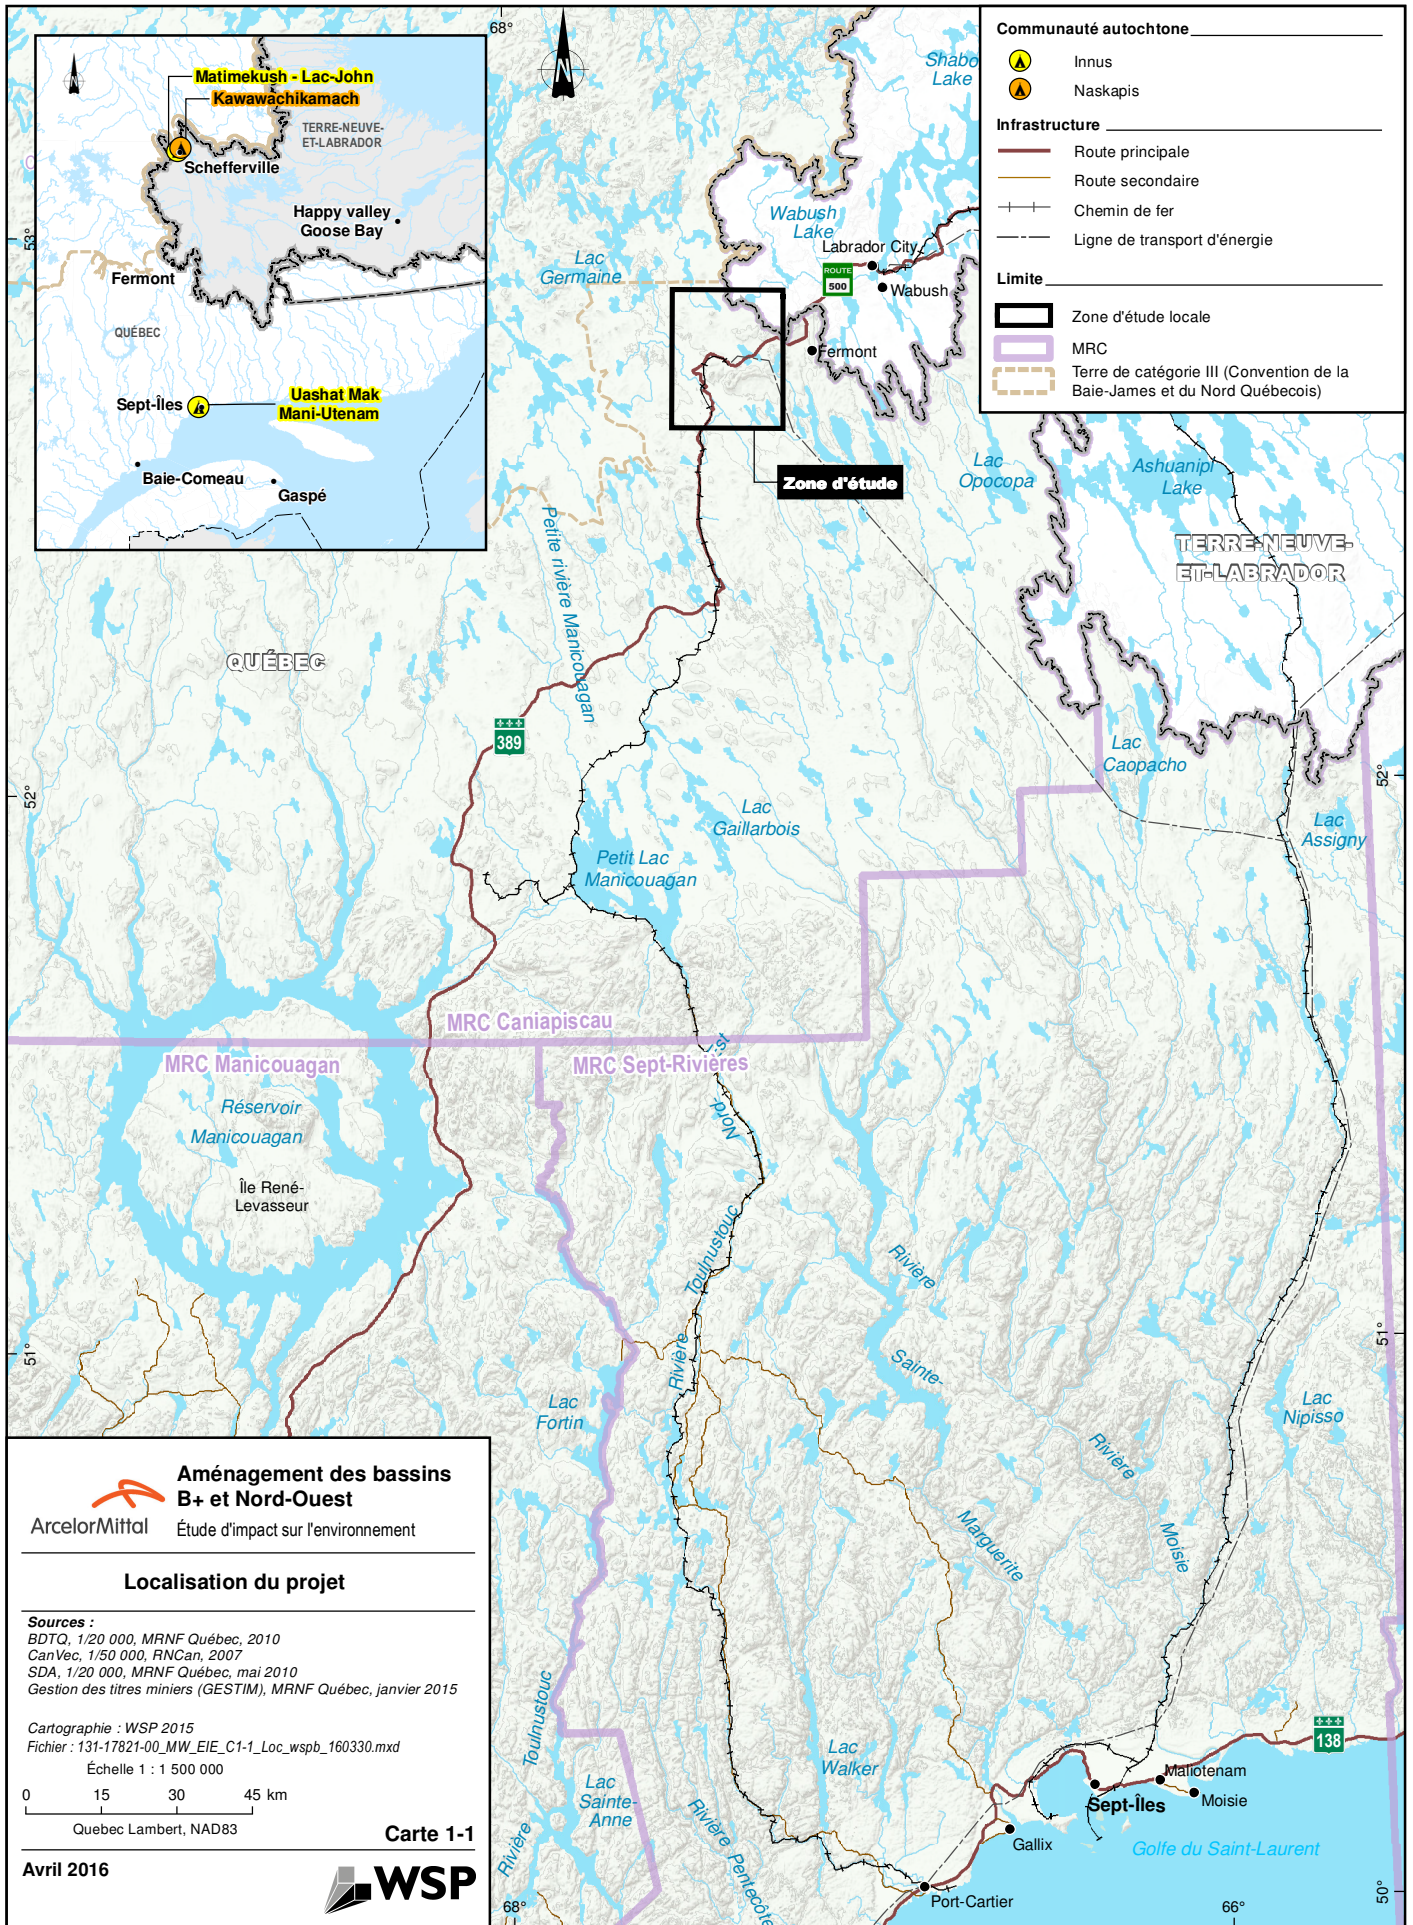 68°
N
Matimekush - Lac-John
Kawawachikamach
TERRE-NEUVE-
ET-LABRADOR
Schefferville
Happy valley
Goose Bay
Fermont
QUÉBEC
Sept-Îles
Uashat Mak
Mani-Utenam
Baie-Comeau
Gaspé
N
Communauté autochtone
Innus
Naskapis
Infrastructure
Route principale
Route secondaire
Chemin de fer
Ligne de transport d'énergie
Limite
Zone d'étude locale
MRC
Terre de catégorie III (Convention de la
Baie-James et du Nord Québecois)
Shabo
Lake
Wabush
Lake
Labrador City
ROUTE
500
Wabush
53°
Lac
Germaine
Fermont
Zone d'étude
Lac
Opocopa
Ashuanipi
Lake
TERRE-NEUVE-
ET-LABRADOR
Petite rivière Manicouagan
QUÉBEC
389
Lac
Caopacho
52°
52°
Lac
Gaillarbois
Lac
Assigny
Petit Lac
Manicouagan
MRC Caniapiscau
MRC Manicouagan
MRC Sept-Rivières
Réservoir
Manicouagan
Île René-
Levasseur
Rivière
Toulnustouc
Nord-
Est
Rivière
Sainte-
Marguerite
51°
51°
Lac
Fortin
Lac
Nipisso
Rivière
Moisie
Aménagement des bassins
B+ et Nord-Ouest
ArcelorMittal
Étude d'impact sur l'environnement
Localisation du projet
Sources :
BDTQ, 1/20 000, MRNF Québec, 2010
CanVec, 1/50 000, RNCan, 2007
SDA, 1/20 000, MRNF Québec, mai 2010
Gestion des titres miniers (GESTIM), MRNF Québec, janvier 2015
Cartographie : WSP 2015
Fichier : 131-17821-00_MW_EIE_C1-1_Loc_wspb_160330.mxd
Échelle 1 : 1 500 000
0 15 30 45 km
Quebec Lambert, NAD83
Carte 1-1
Avril 2016
WSP
Rivière
Toulnustouc
Lac
Sainte-
Anne
Rivière Pentecôte
Lac
Walker
138
Maliotenam
Sept-Îles
Moisie
Gallix
Golfe du Saint-Laurent
Port-Cartier
68°
66°
50°